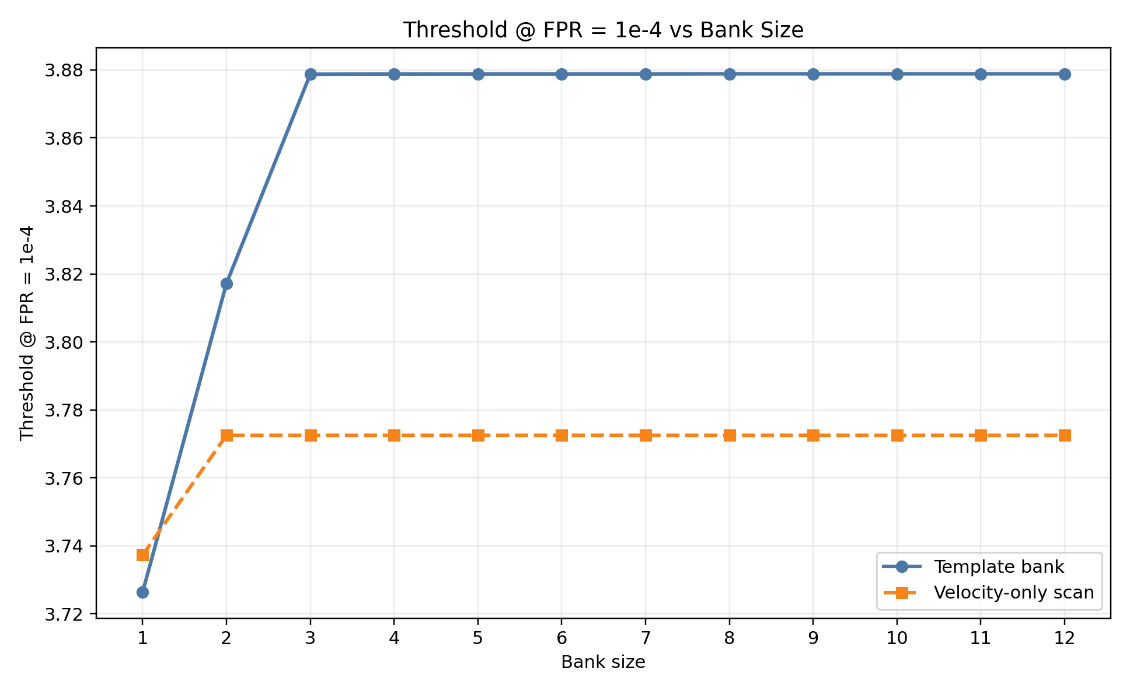 Threshold @ FPR = 1e-4 vs Bank Size
Threshold @ FPR = 1e-4
3.88
3.86
3.84
3.82
3.80
3.78
3.76
3.74
3.72
1 2 3 4 5 6 7 8 9 10 11 12
Bank size
Template bank
Velocity-only scan